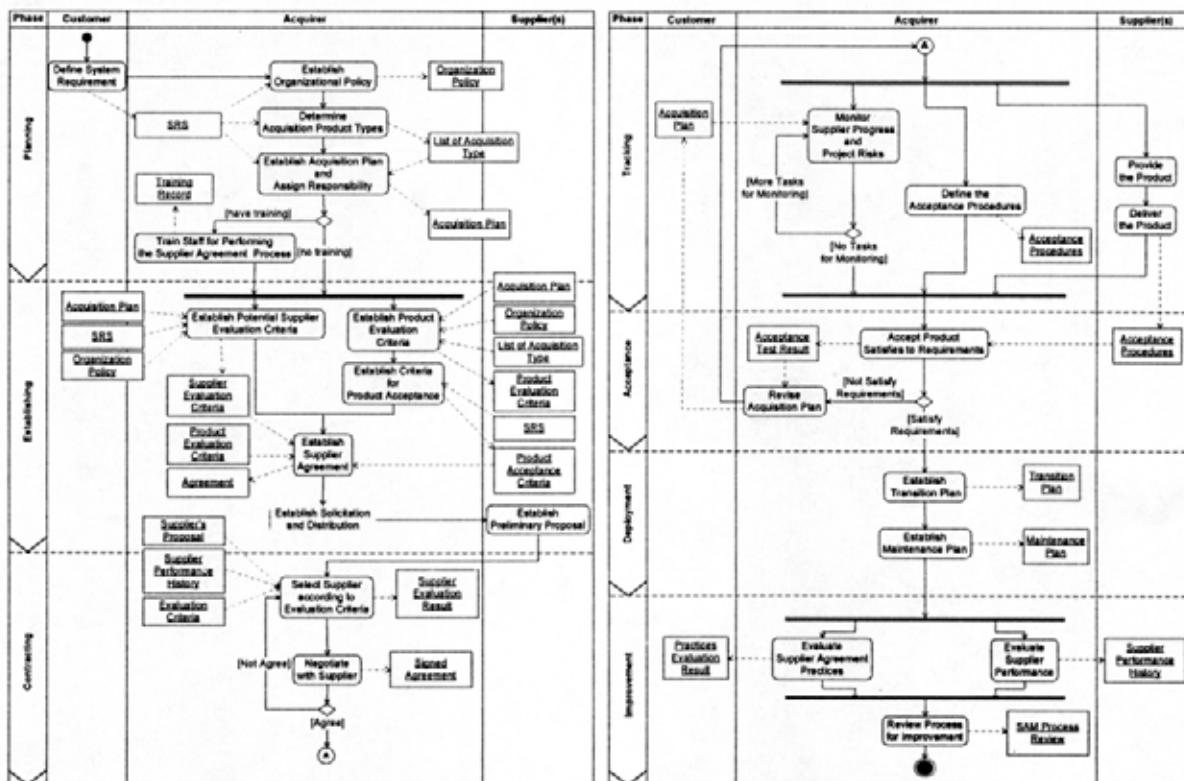 Phase
Customer
Acquirer
Supplier(s)
Planning
Define System
Requirement
Establish
Organizational Policy
Organization
Policy
SRS
Determine
Acquisition Product Types
List of Acquisition
Type
Establish Acquisition Plan
and
Assign Responsibility
Training
Record
[have training]
Acquisition Plan
Train Staff for Performing
the Supplier Agreement Process
[no training]
Establishing
Acquisition Plan
SRS
Organization
Policy
Establish Potential Supplier
Evaluation Criteria
Establish Product
Evaluation
Criteria
Acquisition Plan
Organization
Policy
List of Acquisition
Type
Establish Criteria
for
Product Acceptance
Product
Evaluation
Criteria
SRS
Product
Acceptance
Criteria
Supplier
Evaluation
Criteria
Product
Evaluation
Criteria
Agreement
Establish
Supplier
Agreement
Establish Solicitation
and Distribution
Establish
Preliminary Proposal
Contracting
Supplier's
Proposal
Supplier
Performance
History
Evaluation
Criteria
Select Supplier
according to
Evaluation Criteria
Supplier
Evaluation
Result
[Not Agree]
Negotiate
with Supplier
Signed
Agreement
[Agree]
A
Phase
Customer
Acquirer
Supplier(s)
A
Tracking
Acquisition
Plan
Monitor
Supplier Progress
and
Project Risks
[More Tasks
for Monitoring]
[No Tasks
for Monitoring]
Define the
Acceptance Procedures
Acceptance
Procedures
Provide
the Product
Deliver
the Product
Acceptance
Acceptance
Test Result
Accept Product
Satisfies to Requirements
Acceptance
Procedures
Revise
Acquisition Plan
[Not Satisfy
Requirements]
[Satisfy
Requirements]
Deployment
Establish
Transition Plan
Transition
Plan
Establish
Maintenance Plan
Maintenance
Plan
Improvement
Practices
Evaluation
Result
Evaluate
Supplier Agreement
Practices
Evaluate
Supplier
Performance
Supplier
Performance
History
Review Process
for Improvement
SAM Process
Review